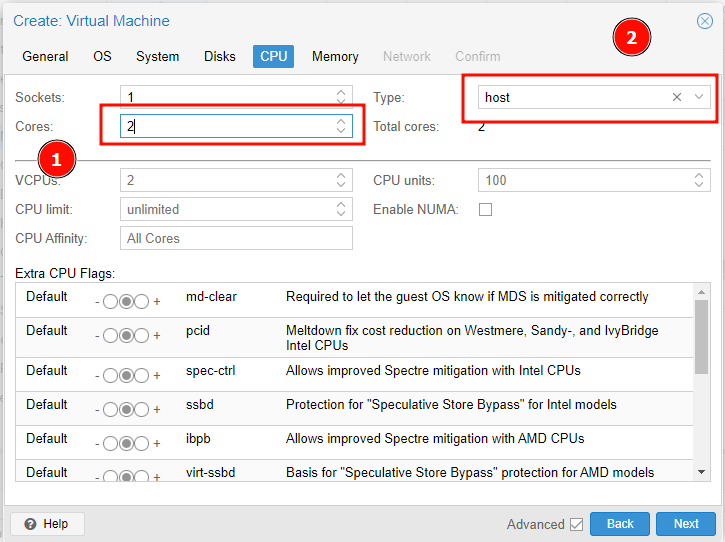 Create: Virtual Machine
2
General OS System Disks CPU Memory Network Confirm
Sockets: 1 Type: host
Cores: 2 Total cores: 2
1
VCPUs: 2 CPU units: 100
CPU limit: unlimited Enable NUMA:
CPU Affinity: All Cores
Extra CPU Flags:
Default - + md-clear Required to let the guest OS know if MDS is mitigated correctly
Default - + pcid Meltdown fix cost reduction on Westmere, Sandy-, and IvyBridge
Intel CPUs
Default - + spec-ctrl Allows improved Spectre mitigation with Intel CPUs
Default - + ssbd Protection for "Speculative Store Bypass" for Intel models
Default - + ibpb Allows improved Spectre mitigation with AMD CPUs
Default - + virt-ssbd Basis for "Speculative Store Bypass" protection for AMD models
? Help Advanced Back Next